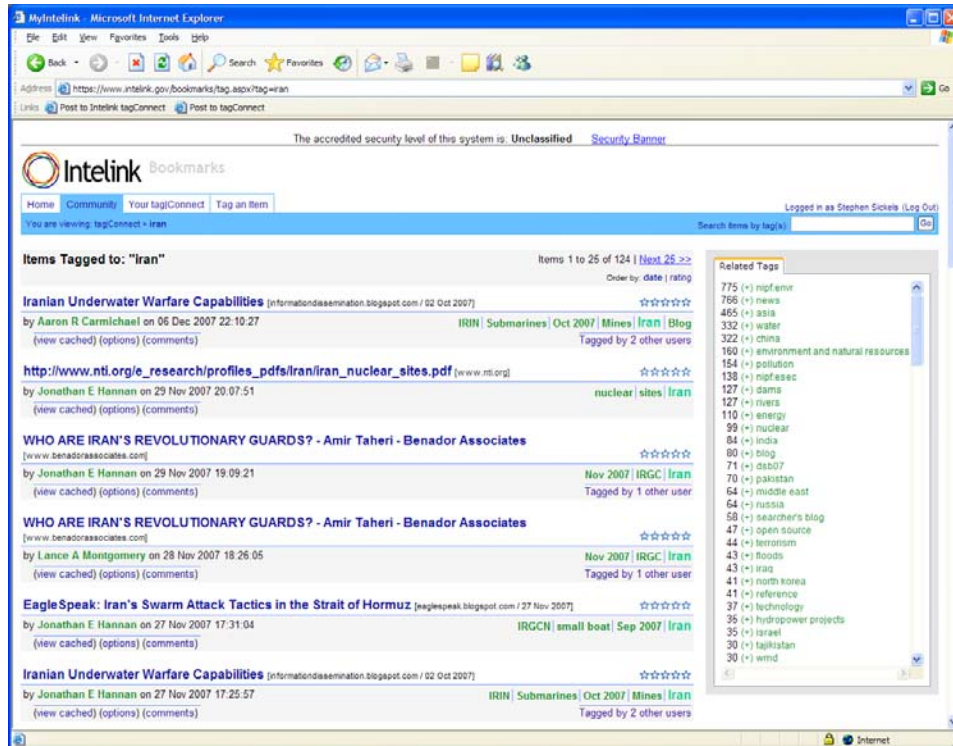 MyIntelink - Microsoft Internet Explorer
File Edit View Favorites Tools Help
Back Search Favorites
Address https://www.intelink.gov/bookmarks/tag.aspx?tag=iran Go
Links Post to Intelink tagConnect Post to tagConnect
The accredited security level of this system is: Unclassified Security Banner
Intelink Bookmarks
Home Community Your tag|Connect Tag an Item
Logged in as Stephen Sickels (Log Out)
You are viewing: tag|Connect » iran Search items by tag(s): Go
Items Tagged to: "iran" Items 1 to 25 of 124 | Next 25 >>
Order by: date | rating
Iranian Underwater Warfare Capabilities [informationdissemination.blogspot.com / 02 Oct 2007]
by Aaron R Carmichael on 06 Dec 2007 22:10:27 IRIN | Submarines | Oct 2007 | Mines | Iran | Blog
(view cached) (options) (comments) Tagged by 2 other users
http://www.nti.org/e_research/profiles_pdfs/Iran/iran_nuclear_sites.pdf [www.nti.org]
by Jonathan E Hannan on 29 Nov 2007 20:07:51 nuclear | sites | Iran
(view cached) (options) (comments)
WHO ARE IRAN'S REVOLUTIONARY GUARDS? - Amir Taheri - Benador Associates
[www.benadorassociates.com]
by Jonathan E Hannan on 29 Nov 2007 19:09:21 Nov 2007 | IRGC | Iran
(view cached) (options) (comments) Tagged by 1 other user
WHO ARE IRAN'S REVOLUTIONARY GUARDS? - Amir Taheri - Benador Associates
[www.benadorassociates.com]
by Lance A Montgomery on 28 Nov 2007 18:26:05 Nov 2007 | IRGC | Iran
(view cached) (options) (comments) Tagged by 1 other user
EagleSpeak: Iran's Swarm Attack Tactics in the Strait of Hormuz [eaglespeak.blogspot.com / 27 Nov 2007]
by Jonathan E Hannan on 27 Nov 2007 17:31:04 IRGCN | small boat | Sep 2007 | Iran
(view cached) (options) (comments)
Iranian Underwater Warfare Capabilities [informationdissemination.blogspot.com / 02 Oct 2007]
by Jonathan E Hannan on 27 Nov 2007 17:25:57 IRIN | Submarines | Oct 2007 | Mines | Iran
(view cached) (options) (comments) Tagged by 2 other users
Related Tags
775 (+) nipf:envr
766 (+) news
465 (+) asia
332 (+) water
322 (+) china
160 (+) environment and natural resources
154 (+) pollution
138 (+) nipf:esec
127 (+) dams
127 (+) rivers
110 (+) energy
99 (+) nuclear
84 (+) india
80 (+) blog
71 (+) dsb07
70 (+) pakistan
64 (+) middle east
64 (+) russia
58 (+) searcher's blog
47 (+) open source
44 (+) terrorism
43 (+) floods
43 (+) iraq
41 (+) north korea
41 (+) reference
37 (+) technology
36 (+) hydropower projects
35 (+) israel
30 (+) tajikistan
30 (+) wmd
Internet